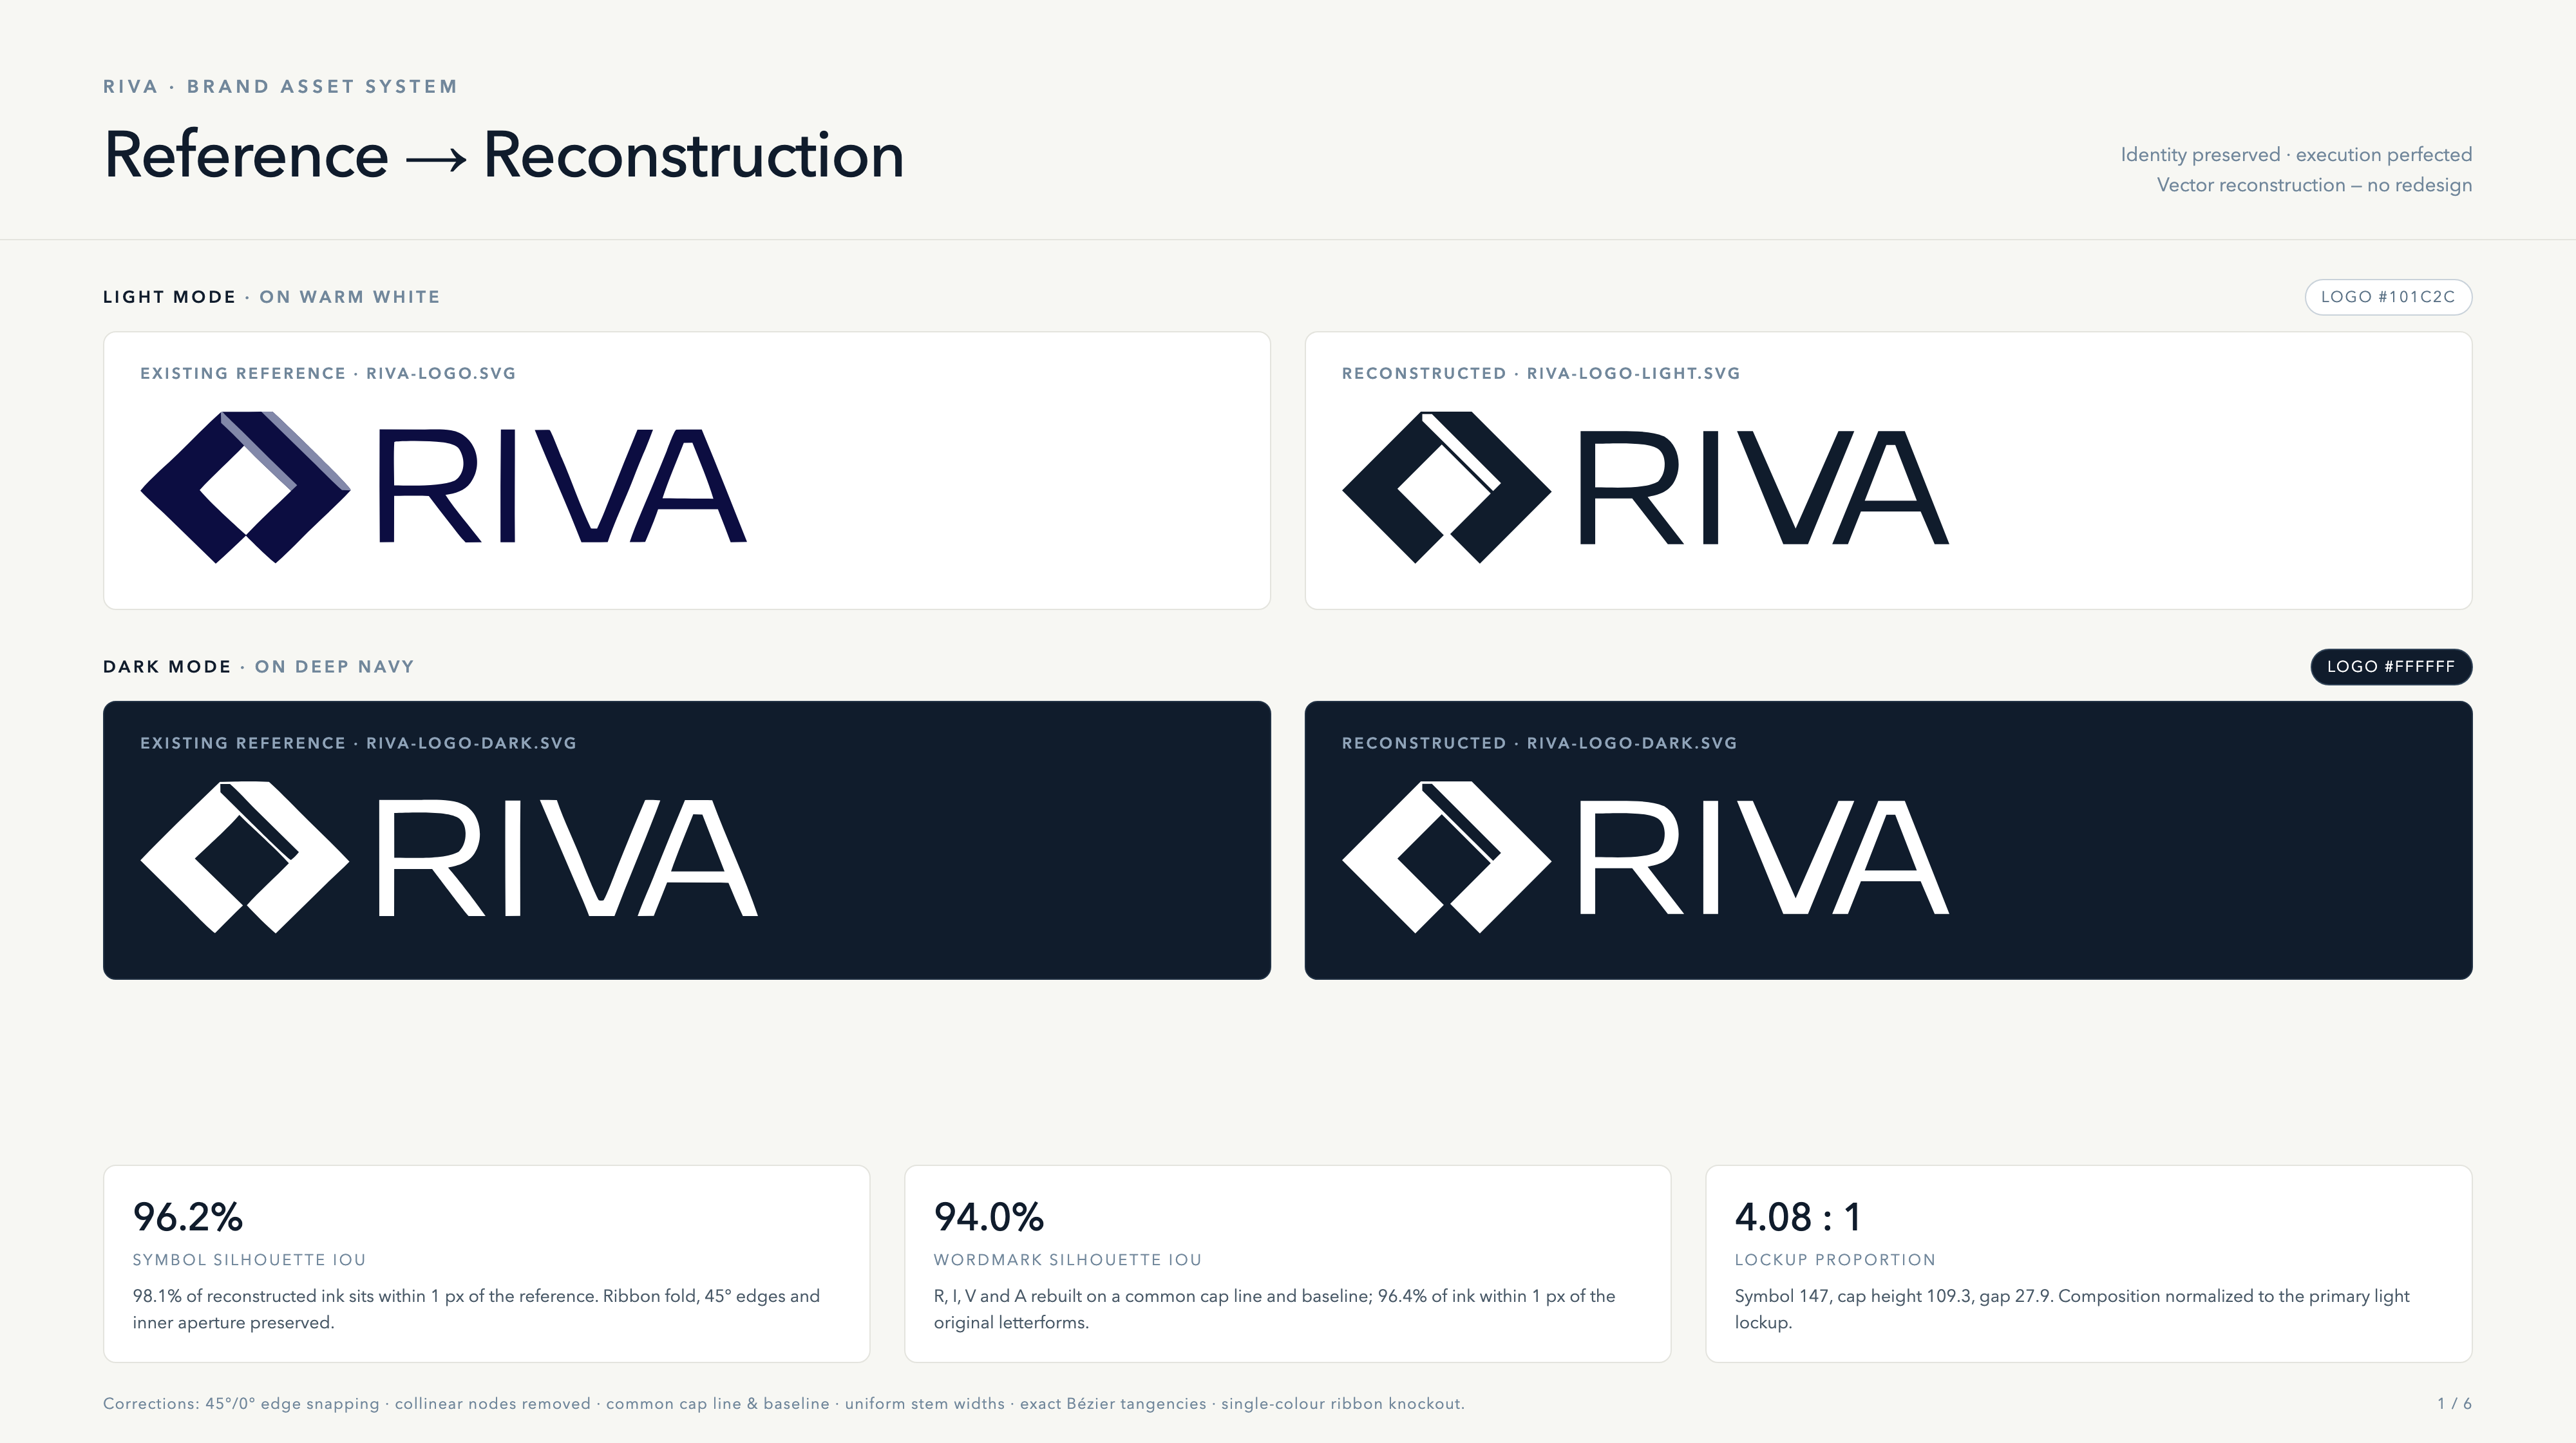 RIVA · BRAND ASSET SYSTEM
Reference → Reconstruction
Identity preserved · execution perfected
Vector reconstruction — no redesign
LIGHT MODE · ON WARM WHITE
LOGO #101C2C
EXISTING REFERENCE · RIVA-LOGO.SVG
RIVA
RECONSTRUCTED · RIVA-LOGO-LIGHT.SVG
RIVA
DARK MODE · ON DEEP NAVY
LOGO #FFFFFF
EXISTING REFERENCE · RIVA-LOGO-DARK.SVG
RIVA
RECONSTRUCTED · RIVA-LOGO-DARK.SVG
RIVA
96.2%
SYMBOL SILHOUETTE IOU
98.1% of reconstructed ink sits within 1 px of the reference. Ribbon fold, 45° edges and
inner aperture preserved.
94.0%
WORDMARK SILHOUETTE IOU
R, I, V and A rebuilt on a common cap line and baseline; 96.4% of ink within 1 px of the
original letterforms.
4.08 : 1
LOCKUP PROPORTION
Symbol 147, cap height 109.3, gap 27.9. Composition normalized to the primary light
lockup.
Corrections: 45°/0° edge snapping · collinear nodes removed · common cap line & baseline · uniform stem widths · exact Bézier tangencies · single-colour ribbon knockout.
1 / 6